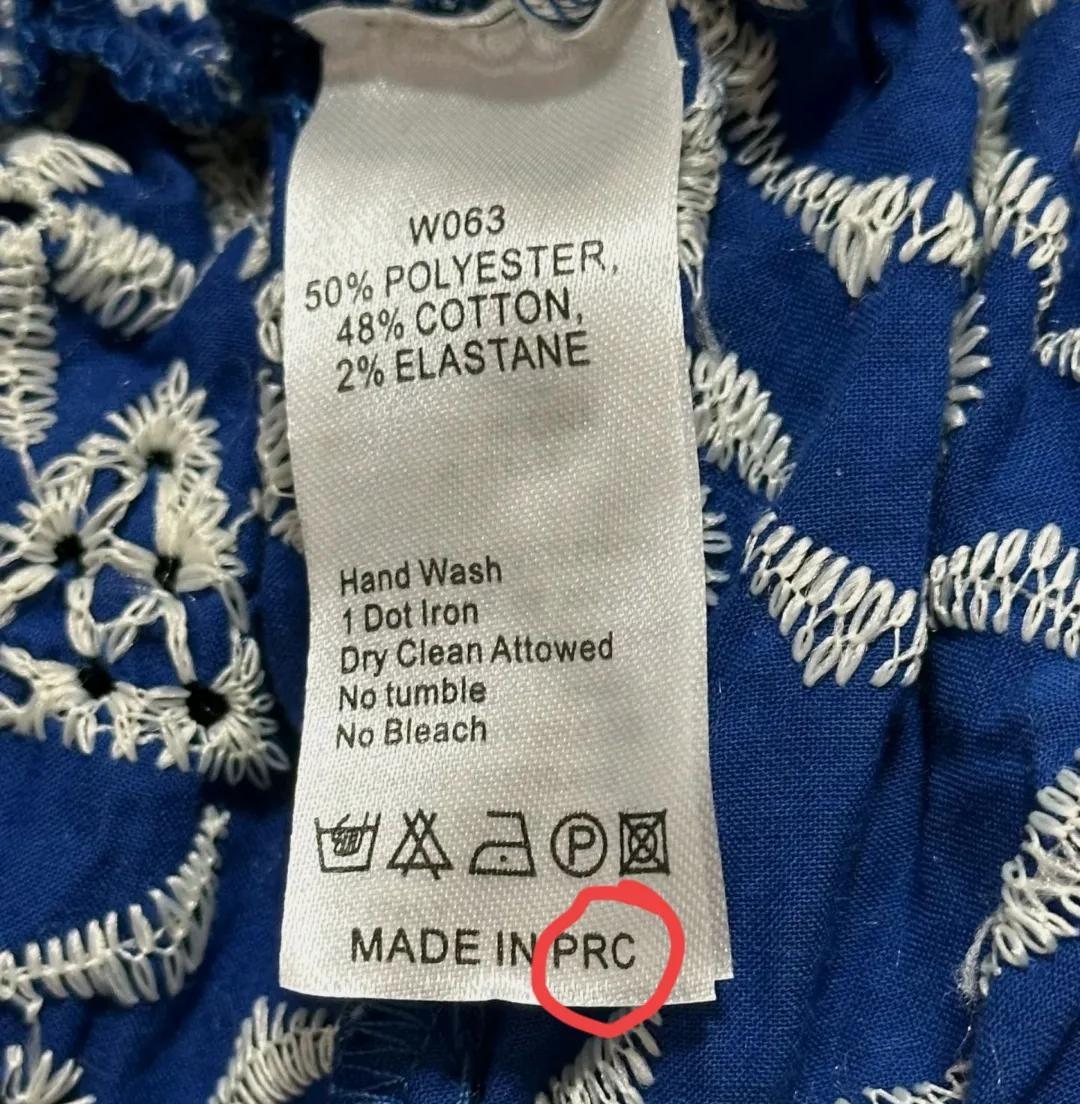 W063
50% POLYESTER,
48% COTTON,
2% ELASTANE
Hand Wash
1 Dot Iron
Dry Clean Attowed
No tumble
No Bleach
P
MADE IN PRC